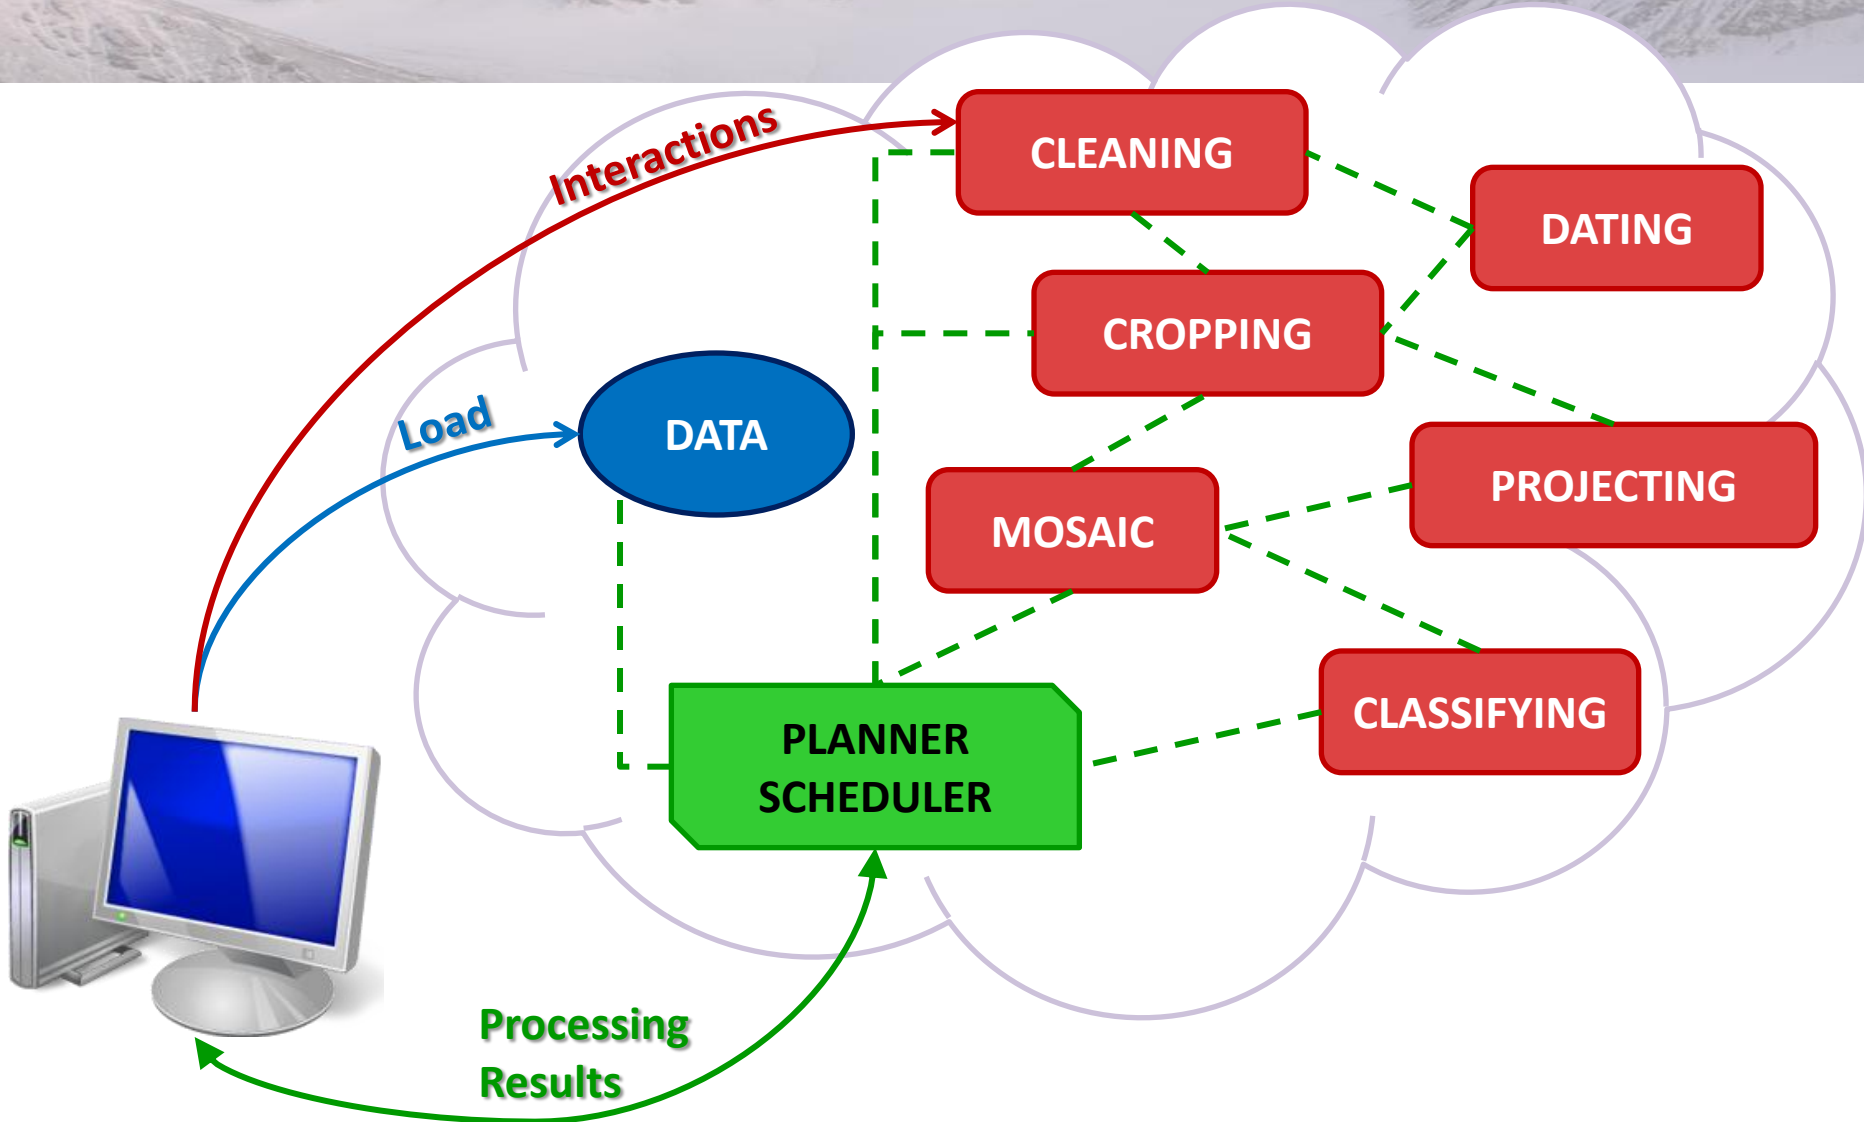 Interactions
CLEANING
DATING
CROPPING
Load
DATA
PROJECTING
MOSAIC
CLASSIFYING
PLANNER
SCHEDULER
Processing
Results